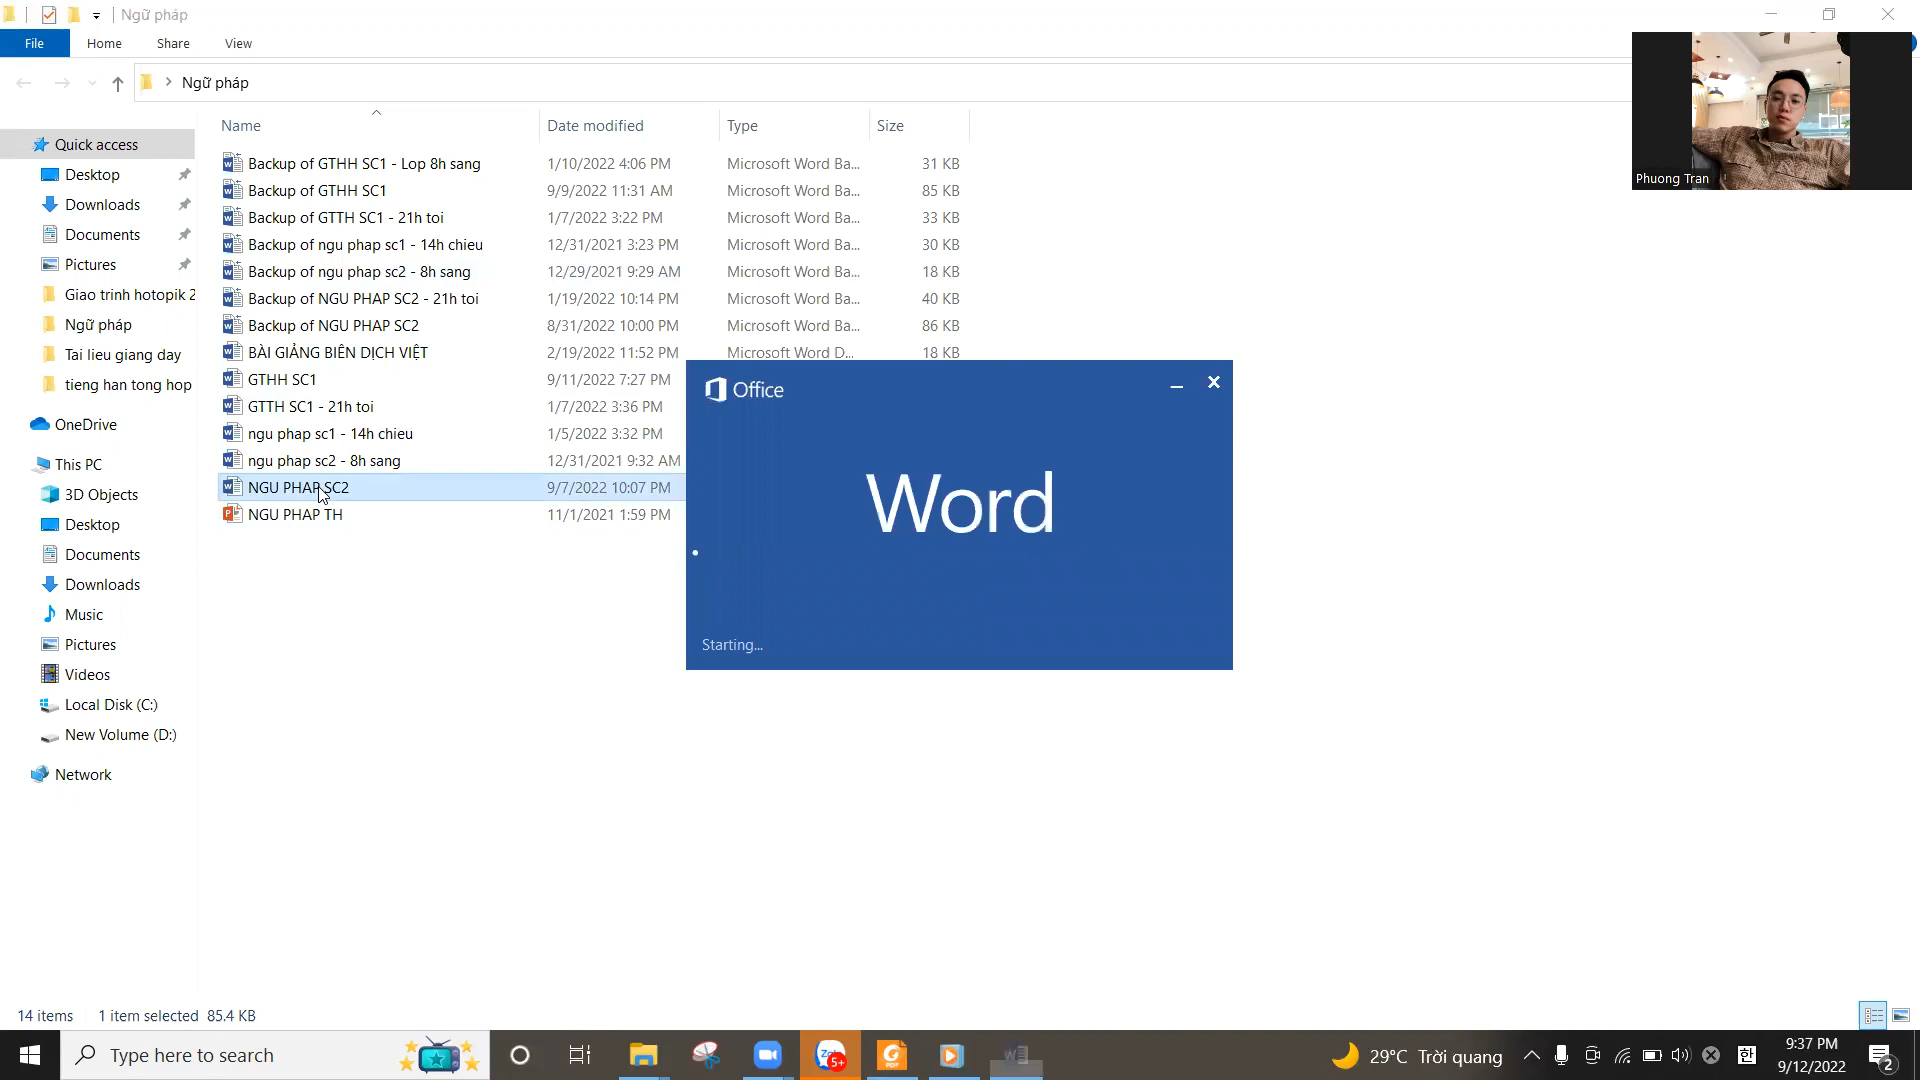 Ngữ pháp
File Home Share View
Ngữ pháp
Phuong Tran
Name Date modified Type Size
Quick access
Desktop
Downloads
Documents
Pictures
Giao trinh hotopik 2
Ngữ pháp
Tai lieu giang day
tieng han tong hop
OneDrive
This PC
3D Objects
Desktop
Documents
Downloads
Music
Pictures
Videos
Local Disk (C:)
New Volume (D:)
Network
Backup of GTHH SC1 - Lop 8h sang 1/10/2022 4:06 PM Microsoft Word Ba... 31 KB
Backup of GTHH SC1 9/9/2022 11:31 AM Microsoft Word Ba... 85 KB
Backup of GTTH SC1 - 21h toi 1/7/2022 3:22 PM Microsoft Word Ba... 33 KB
Backup of ngu phap sc1 - 14h chieu 12/31/2021 3:23 PM Microsoft Word Ba... 30 KB
Backup of ngu phap sc2 - 8h sang 12/29/2021 9:29 AM Microsoft Word Ba... 18 KB
Backup of NGU PHAP SC2 - 21h toi 1/19/2022 10:14 PM Microsoft Word Ba... 40 KB
Backup of NGU PHAP SC2 8/31/2022 10:00 PM Microsoft Word Ba... 86 KB
BÀI GIẢNG BIÊN DỊCH VIỆT 2/19/2022 11:52 PM Microsoft Word D... 18 KB
GTHH SC1 9/11/2022 7:27 PM
GTTH SC1 - 21h toi 1/7/2022 3:36 PM
ngu phap sc1 - 14h chieu 1/5/2022 3:32 PM
ngu phap sc2 - 8h sang 12/31/2021 9:32 AM
NGU PHAP SC2 9/7/2022 10:07 PM
NGU PHAP TH 11/1/2021 1:59 PM
Office
Word
Starting...
14 items 1 item selected 85.4 KB
Type here to search
Zalo 5+
PDF
29°C Trời quang
한
9:37 PM
9/12/2022
2